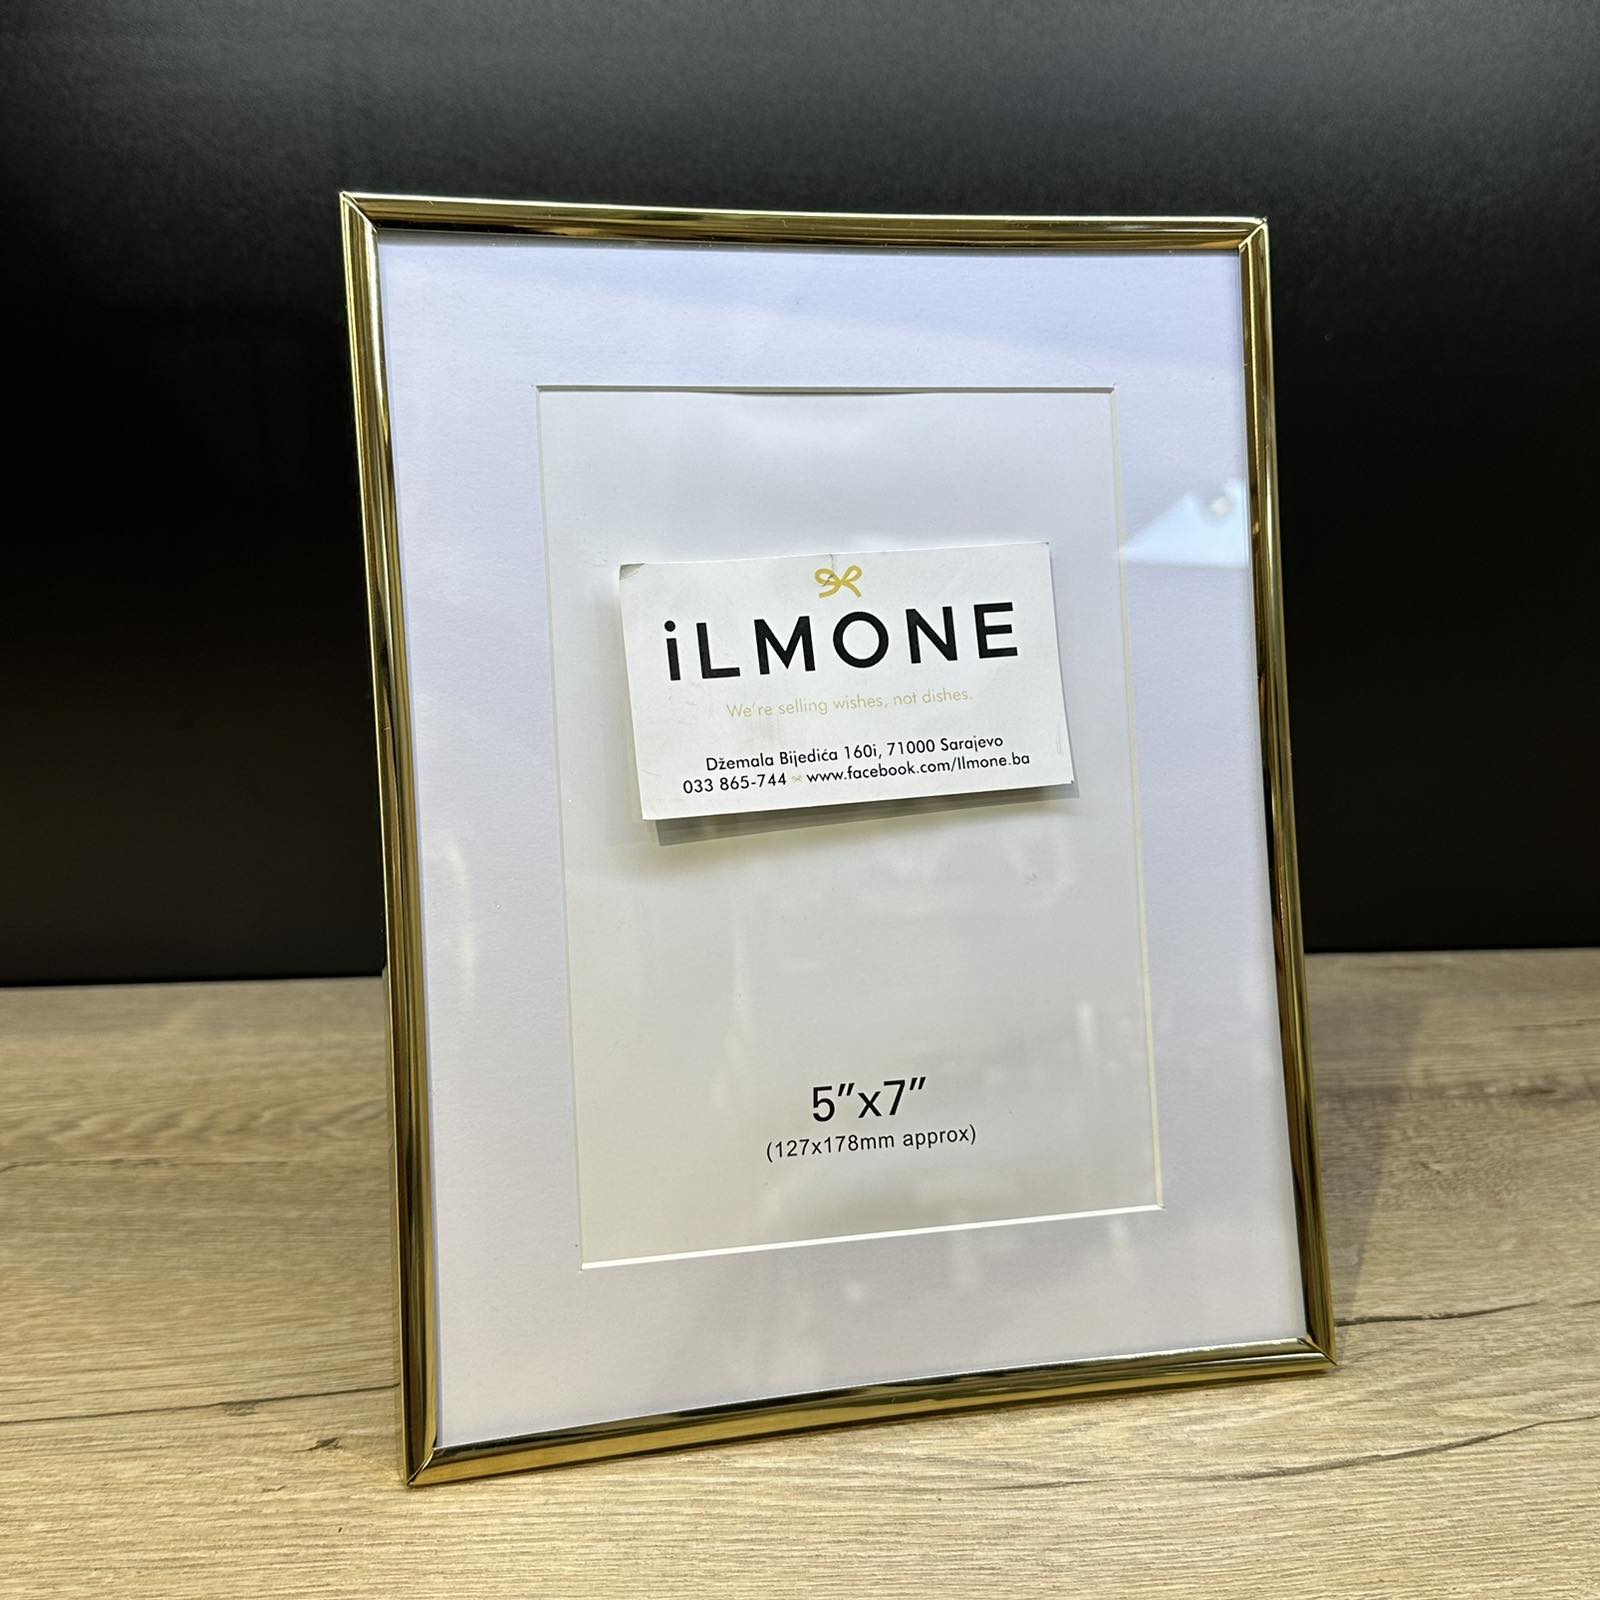 iLMONE
We're selling wishes, not dishes.
Džemala Bijedića 160i, 71000 Sarajevo
033 865-744 www.facebook.com/Ilmone.ba
5"x7"
(127x178mm approx)